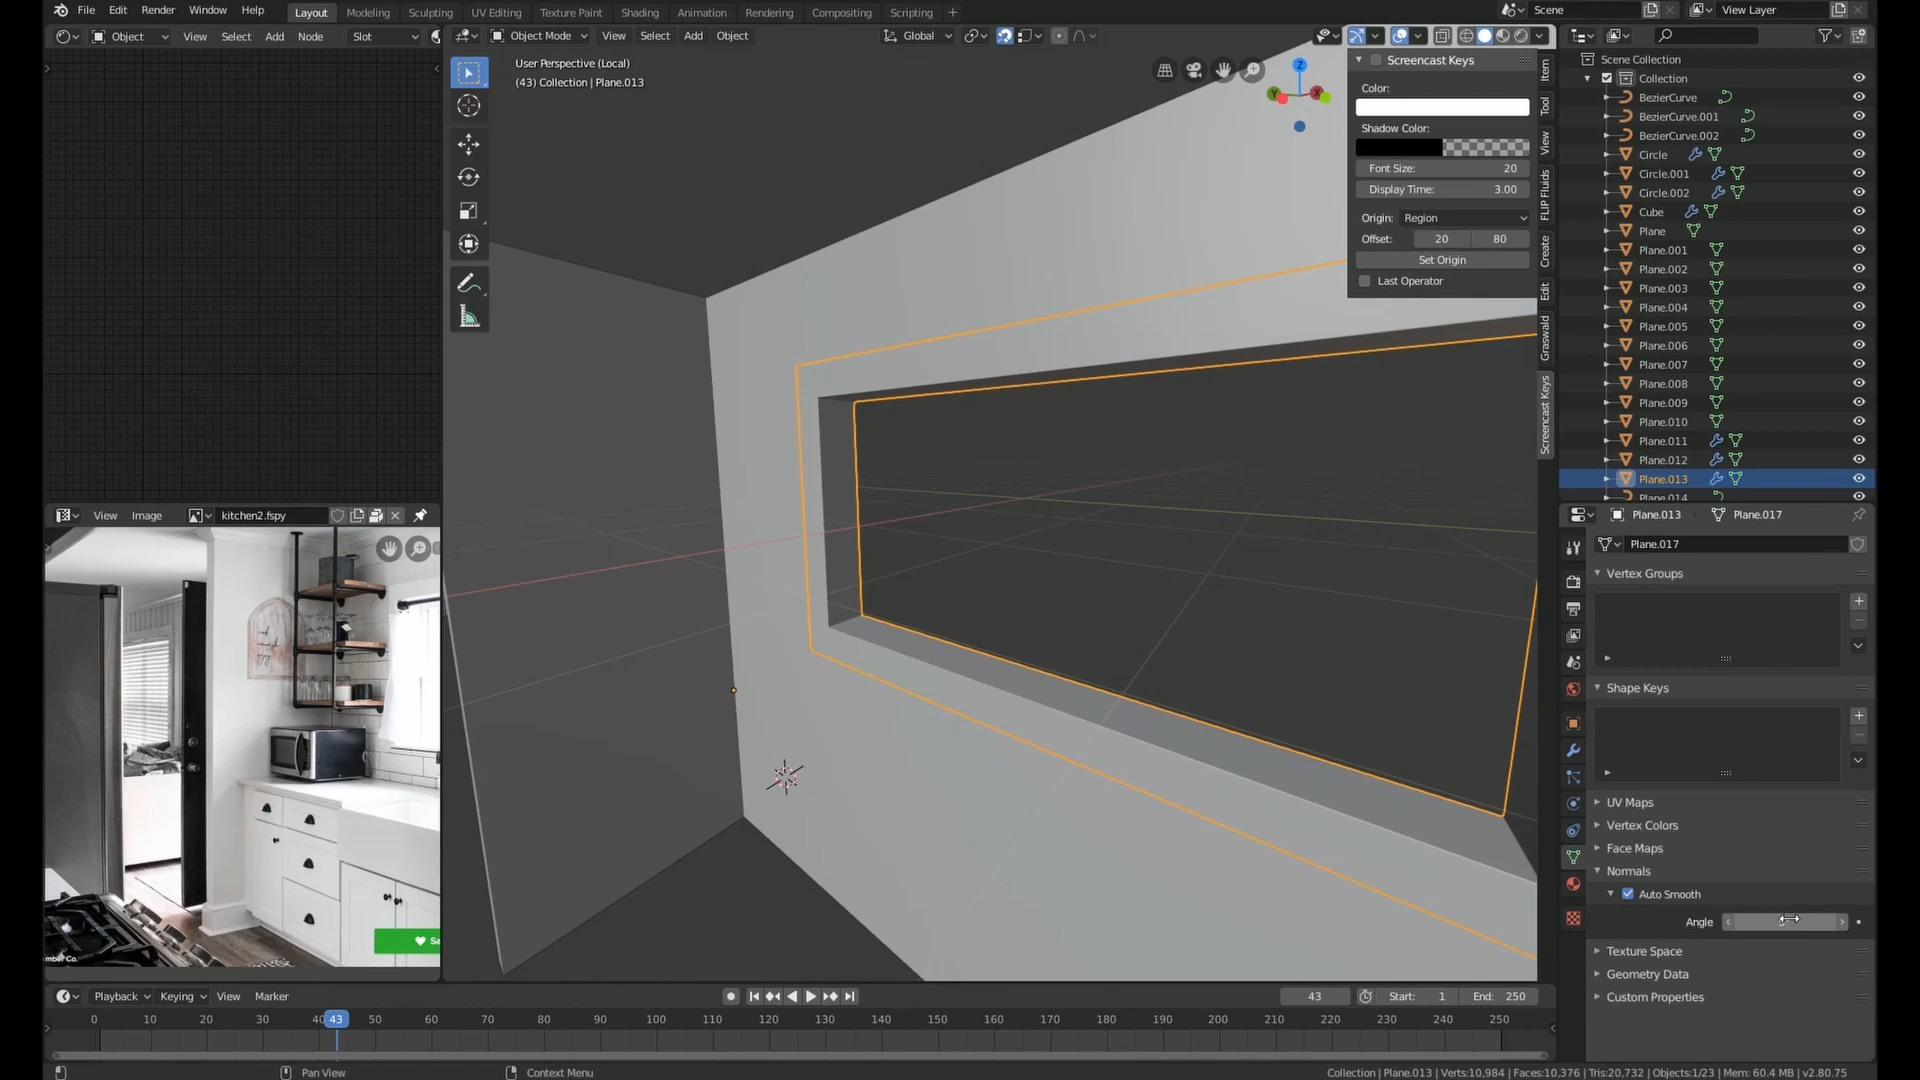 File Edit Render Window Help
Layout Modeling Sculpting UV Editing Texture Paint Shading Animation Rendering Compositing Scripting +
Scene
View Layer
Object View Select Add Node Slot
Object Mode View Select Add Object
Global
User Perspective (Local)
(43) Collection | Plane.013
Screencast Keys
Color:
Shadow Color:
Font Size: 20
Display Time: 3.00
Origin: Region
Offset: 20 80
Set Origin
Last Operator
Item
Tool
View
FLIP Fluids
Create
Edit
Graswald
Screencast Keys
Z
Y
X
Scene Collection
Collection
BezierCurve
BezierCurve.001
BezierCurve.002
Circle
Circle.001
Circle.002
Cube
Plane
Plane.001
Plane.002
Plane.003
Plane.004
Plane.005
Plane.006
Plane.007
Plane.008
Plane.009
Plane.010
Plane.011
Plane.012
Plane.013
Plane.014
Plane.013 Plane.017
Plane.017
Vertex Groups
Shape Keys
UV Maps
Vertex Colors
Face Maps
Normals
Auto Smooth
Angle
Texture Space
Geometry Data
Custom Properties
View Image kitchen2.fspy
Sa
mber Co.
Playback Keying View Marker
43 Start: 1 End: 250
0 10 20 30 40 43 50 60 70 80 90 100 110 120 130 140 150 160 170 180 190 200 210 220 230 240 250
Pan View
Context Menu
Collection | Plane.013 | Verts:10,984 | Faces:10,376 | Tris:20,732 | Objects:1/23 | Mem: 60.4 MB | v2.80.75